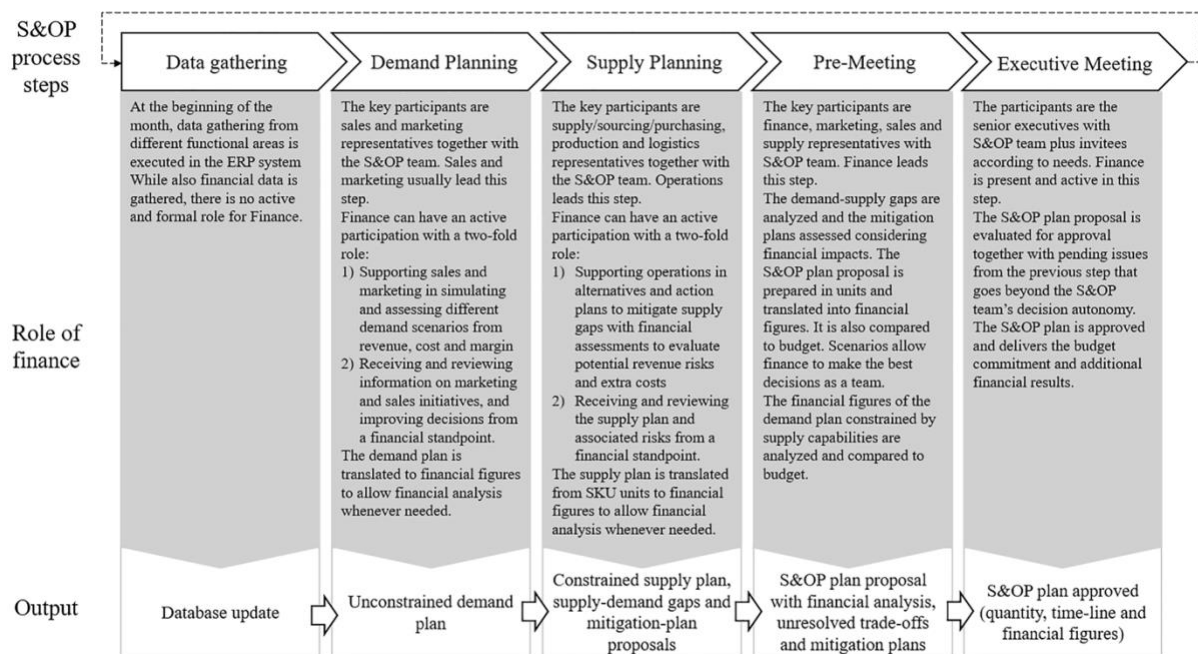 S&OP
process
steps
Data gathering
Demand Planning
Supply Planning
Pre-Meeting
Executive Meeting
Role of
finance
At the beginning of the
month, data gathering from
different functional areas is
executed in the ERP system
While also financial data is
gathered, there is no active
and formal role for Finance.
The key participants are
sales and marketing
representatives together with
the S&OP team. Sales and
marketing usually lead this
step.
Finance can have an active
participation with a two-fold
role:
1) Supporting sales and
marketing in simulating
and assessing different
demand scenarios from
revenue, cost and margin
2) Receiving and reviewing
information on marketing
and sales initiatives, and
improving decisions from
a financial standpoint.
The demand plan is
translated to financial figures
to allow financial analysis
whenever needed.
The key participants are
supply/sourcing/purchasing,
production and logistics
representatives together with
the S&OP team. Operations
leads this step.
Finance can have an active
participation with a two-fold
role:
1) Supporting operations in
alternatives and action
plans to mitigate supply
gaps with financial
assessments to evaluate
potential revenue risks
and extra costs
2) Receiving and reviewing
the supply plan and
associated risks from a
financial standpoint.
The supply plan is translated
from SKU units to financial
figures to allow financial
analysis whenever needed.
The key participants are
finance, marketing, sales and
supply representatives with
S&OP team. Finance leads
this step.
The demand-supply gaps are
analyzed and the mitigation
plans assessed considering
financial impacts. The
S&OP plan proposal is
prepared in units and
translated into financial
figures. It is also compared
to budget. Scenarios allow
finance to make the best
decisions as a team.
The financial figures of the
demand plan constrained by
supply capabilities are
analyzed and compared to
budget.
The participants are the
senior executives with
S&OP team plus invitees
according to needs. Finance
is present and active in this
step.
The S&OP plan proposal is
evaluated for approval
together with pending issues
from the previous step that
goes beyond the S&OP
team's decision autonomy.
The S&OP plan is approved
and delivers the budget
commitment and additional
financial results.
Output
Database update
Unconstrained demand
plan
Constrained supply plan,
supply-demand gaps and
mitigation-plan
proposals
S&OP plan proposal
with financial analysis,
unresolved trade-offs
and mitigation plans
S&OP plan approved
(quantity, time-line and
financial figures)